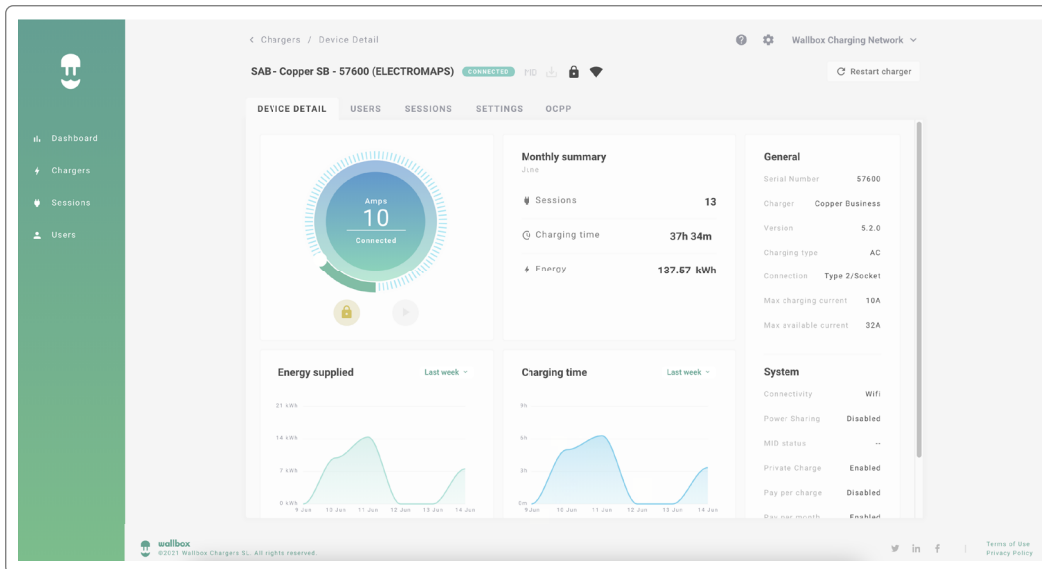 Chargers / Device Detail
Wallbox Charging Network
SAB - Copper SB - 57600 (ELECTROMAPS) CONNECTED MID
Restart charger
Dashboard
Chargers
Sessions
Users
DEVICE DETAIL USERS SESSIONS SETTINGS OCPP
Amps
10
Connected
Monthly summary
June
Sessions 13
Charging time 37h 34m
Energy 137.57 kWh
General
Serial Number 57600
Charger Copper Business
Version 5.2.0
Charging type AC
Connection Type 2/Socket
Max charging current 10A
Max available current 32A
Energy supplied Last week
21 kWh
14 kWh
7 kWh
0 kWh
9 Jun 10 Jun 11 Jun 12 Jun 13 Jun 14 Jun
Charging time Last week
9h
6h
3h
0m
9 Jun 10 Jun 11 Jun 12 Jun 13 Jun 14 Jun
System
Connectivity Wifi
Power Sharing Disabled
MID status --
Private Charge Enabled
Pay per charge Disabled
Pay per month Enabled
wallbox
©2021 Wallbox Chargers SL. All rights reserved.
Terms of Use
Privacy Policy